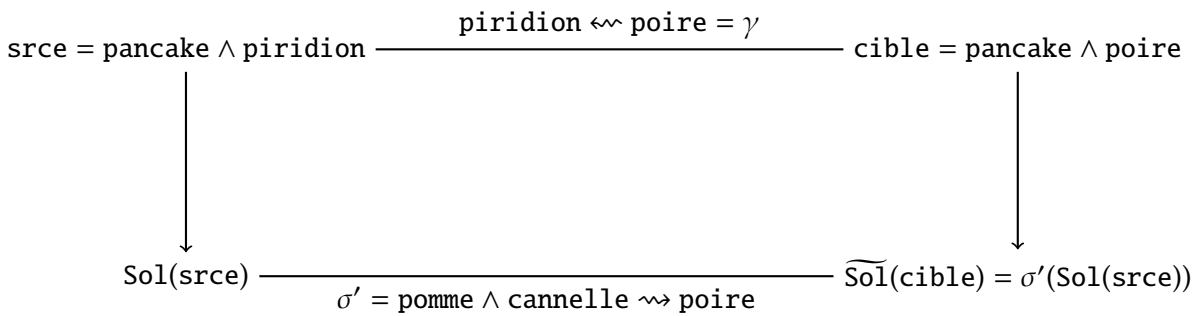 piridion ⇜ poire = γ
srce = pancake ∧ piridion
cible = pancake ∧ poire
Sol(srce)
S͠ol(cible) = σ′(Sol(srce))
σ′ = pomme ∧ cannelle ⇝ poire